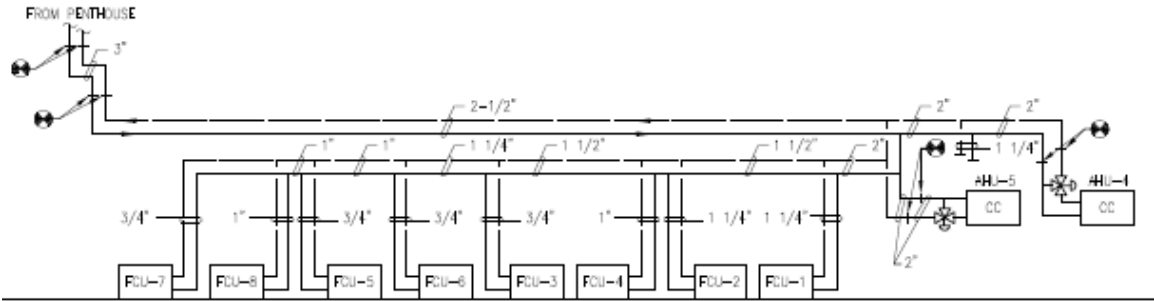 FROM PENTHOUSE
3"
2-1/2"
2"
2"
1"
1"
1 1/4"
1 1/2"
1 1/2"
2"
1 1/4"
AHU-5
AHU-4
CC
CC
3/4"
1"
3/4"
3/4"
3/4"
1"
1 1/4"
1 1/4"
2"
FCU-7
FCU-8
FCU-5
FCU-6
FCU-3
FCU-4
FCU-2
FCU-1